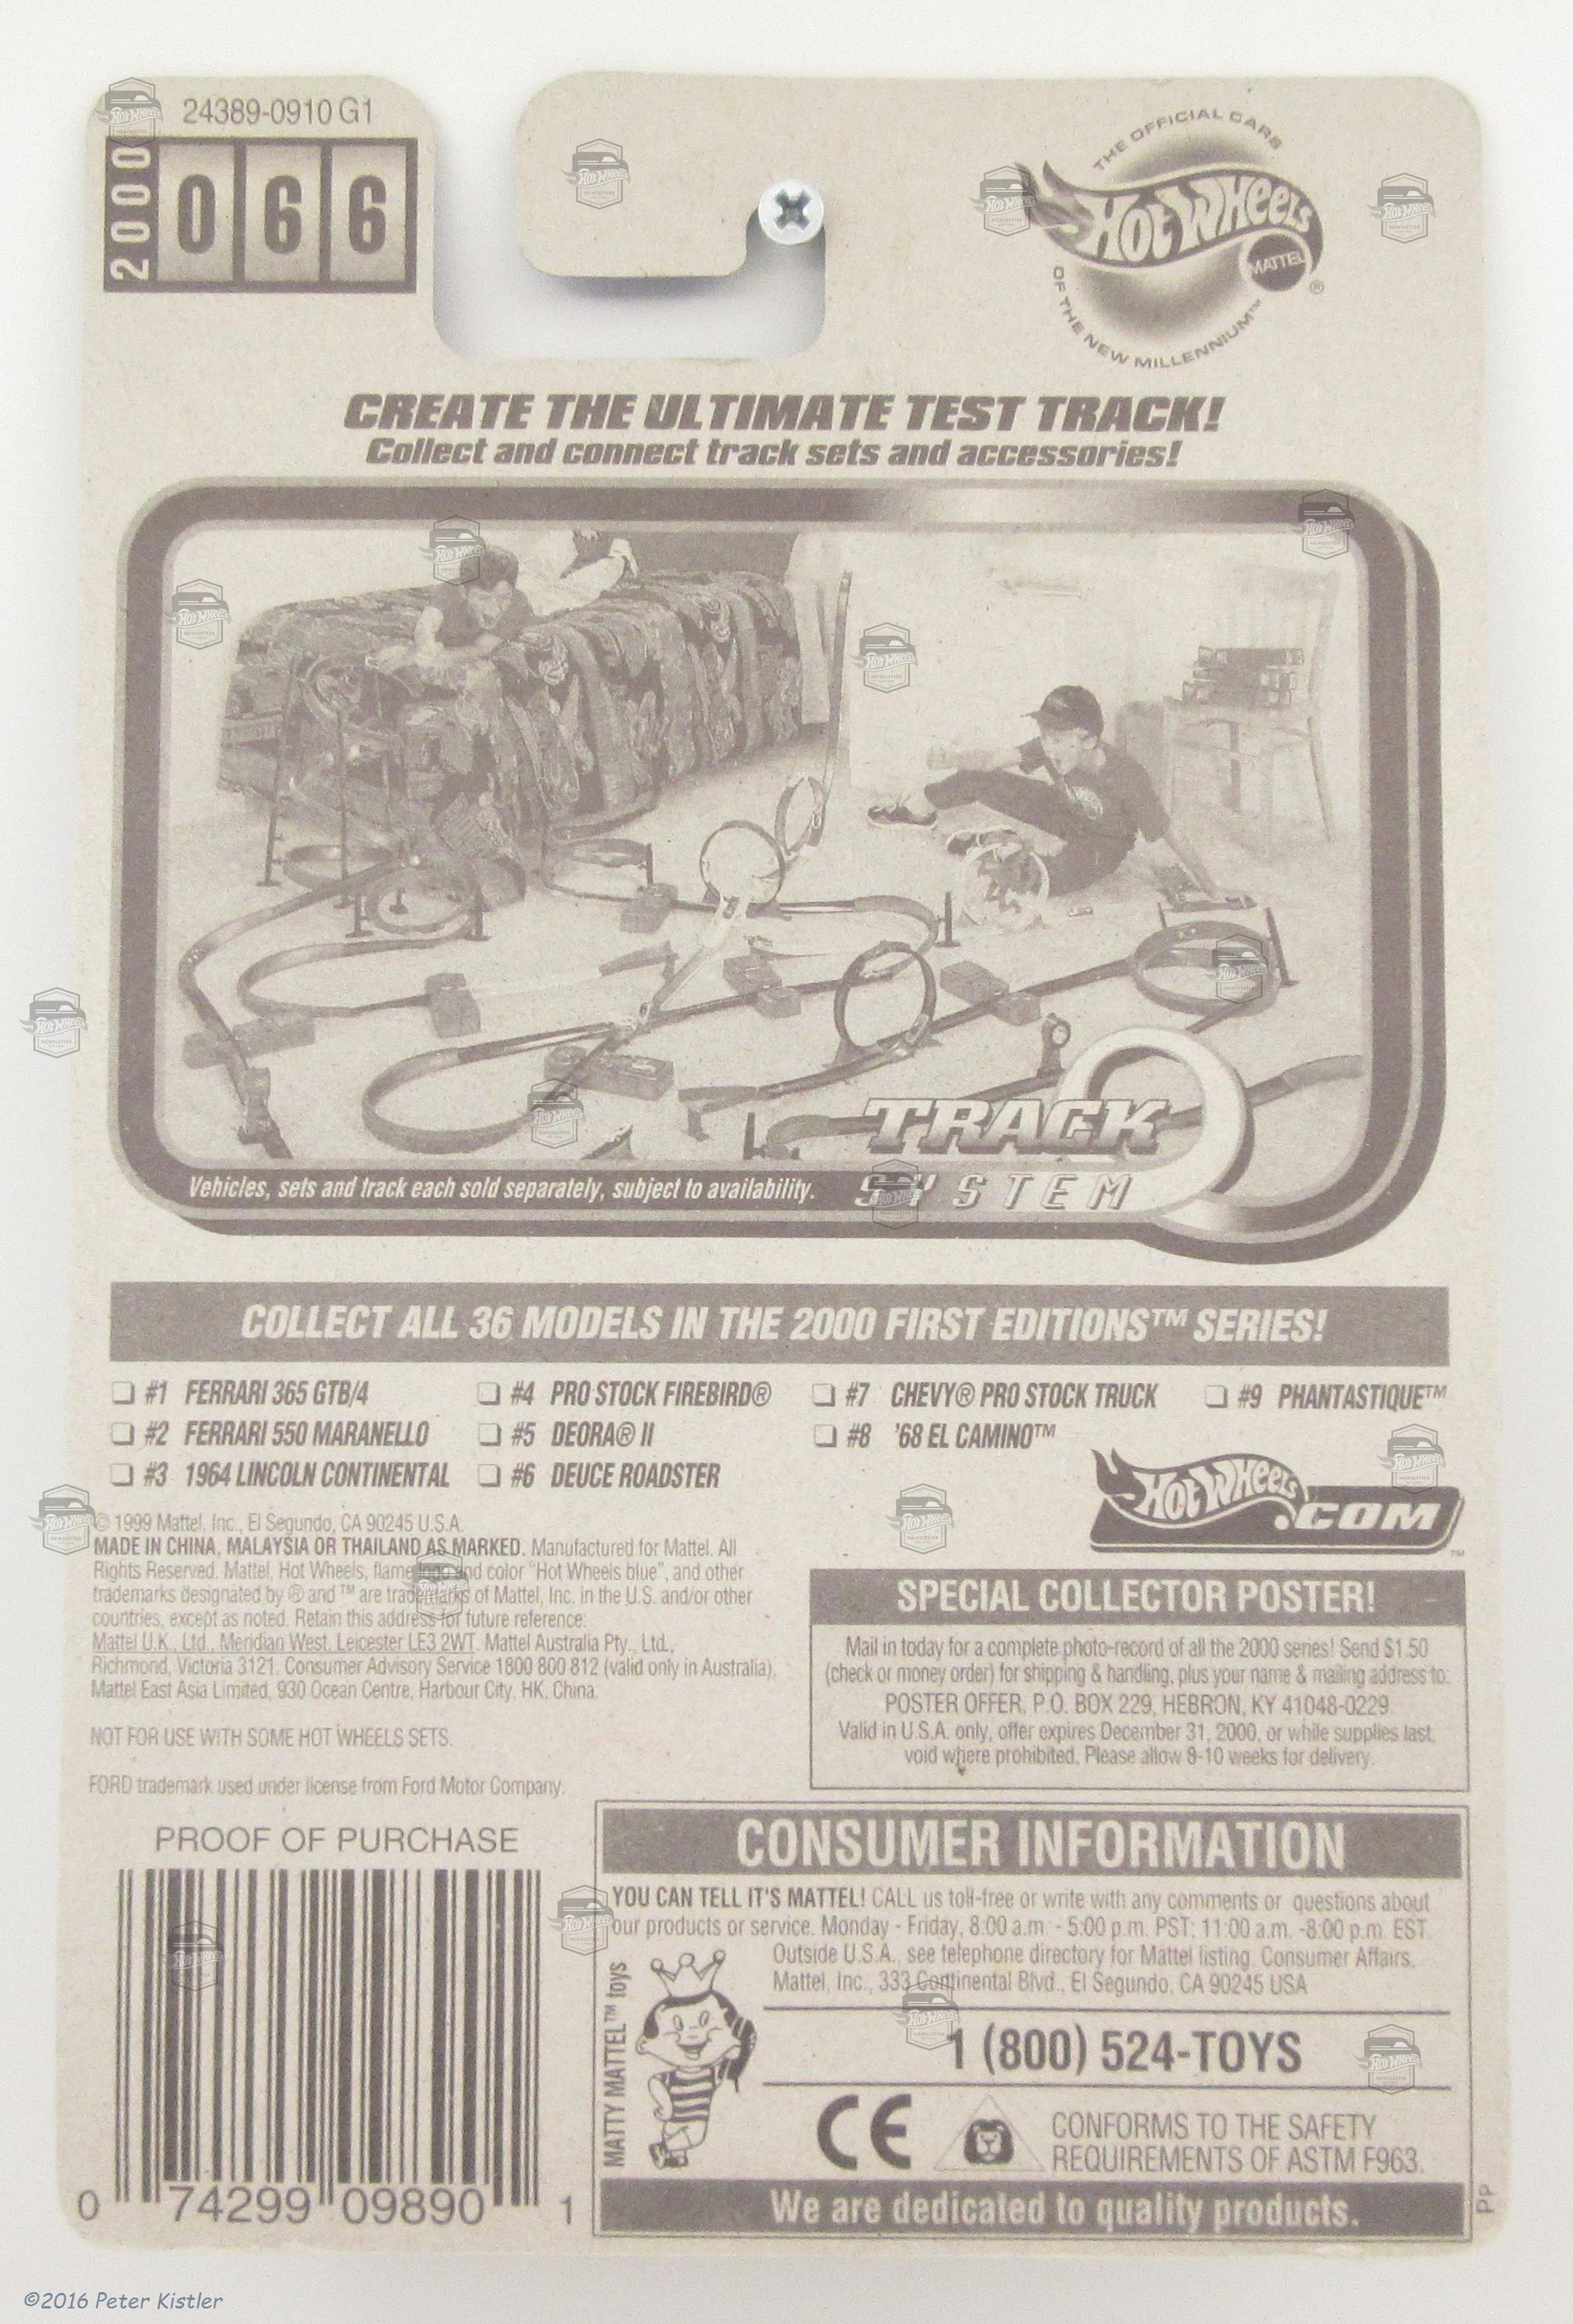 24389-0910 G1
2000
066
THE OFFICIAL CARS
HOT WHEELS
MATTEL
®
OF THE NEW MILLENNIUM™
CREATE THE ULTIMATE TEST TRACK!
Collect and connect track sets and accessories!
TRACK
SYSTEM
Vehicles, sets and track each sold separately, subject to availability.
COLLECT ALL 36 MODELS IN THE 2000 FIRST EDITIONS™ SERIES!
#1 FERRARI 365 GTB/4
#2 FERRARI 550 MARANELLO
#3 1964 LINCOLN CONTINENTAL
#4 PRO STOCK FIREBIRD®
#5 DEORA® II
#6 DEUCE ROADSTER
#7 CHEVY® PRO STOCK TRUCK
#8 '68 EL CAMINO™
#9 PHANTASTIQUE™
HOT WHEELS.COM™
© 1999 Mattel, Inc., El Segundo, CA 90245 U.S.A.
MADE IN CHINA, MALAYSIA OR THAILAND AS MARKED. Manufactured for Mattel. All
Rights Reserved. Mattel, Hot Wheels, flame logo and color "Hot Wheels blue", and other
trademarks designated by ® and ™ are trademarks of Mattel, Inc. in the U.S. and/or other
countries, except as noted. Retain this address for future reference:
Mattel U.K., Ltd., Meridian West, Leicester LE3 2WT. Mattel Australia Pty., Ltd.,
Richmond, Victoria 3121. Consumer Advisory Service 1800 800 812 (valid only in Australia).
Mattel East Asia Limited, 930 Ocean Centre, Harbour City, HK, China.
NOT FOR USE WITH SOME HOT WHEELS SETS.
FORD trademark used under license from Ford Motor Company.
SPECIAL COLLECTOR POSTER!
Mail in today for a complete photo-record of all the 2000 series! Send $1.50
(check or money order) for shipping & handling, plus your name & mailing address to:
POSTER OFFER, P.O. BOX 229, HEBRON, KY 41048-0229.
Valid in U.S.A. only, offer expires December 31, 2000, or while supplies last,
void where prohibited. Please allow 8-10 weeks for delivery.
PROOF OF PURCHASE
0 74299 09890 1
CONSUMER INFORMATION
YOU CAN TELL IT'S MATTEL! CALL us toll-free or write with any comments or questions about
our products or service. Monday - Friday, 8:00 a.m. - 5:00 p.m. PST; 11:00 a.m. -8:00 p.m. EST.
Outside U.S.A., see telephone directory for Mattel listing. Consumer Affairs,
Mattel, Inc., 333 Continental Blvd., El Segundo, CA 90245 USA
MATTY MATTEL™ toys
1 (800) 524-TOYS
CE
CONFORMS TO THE SAFETY
REQUIREMENTS OF ASTM F963.
We are dedicated to quality products.
PP
©2016 Peter Kistler